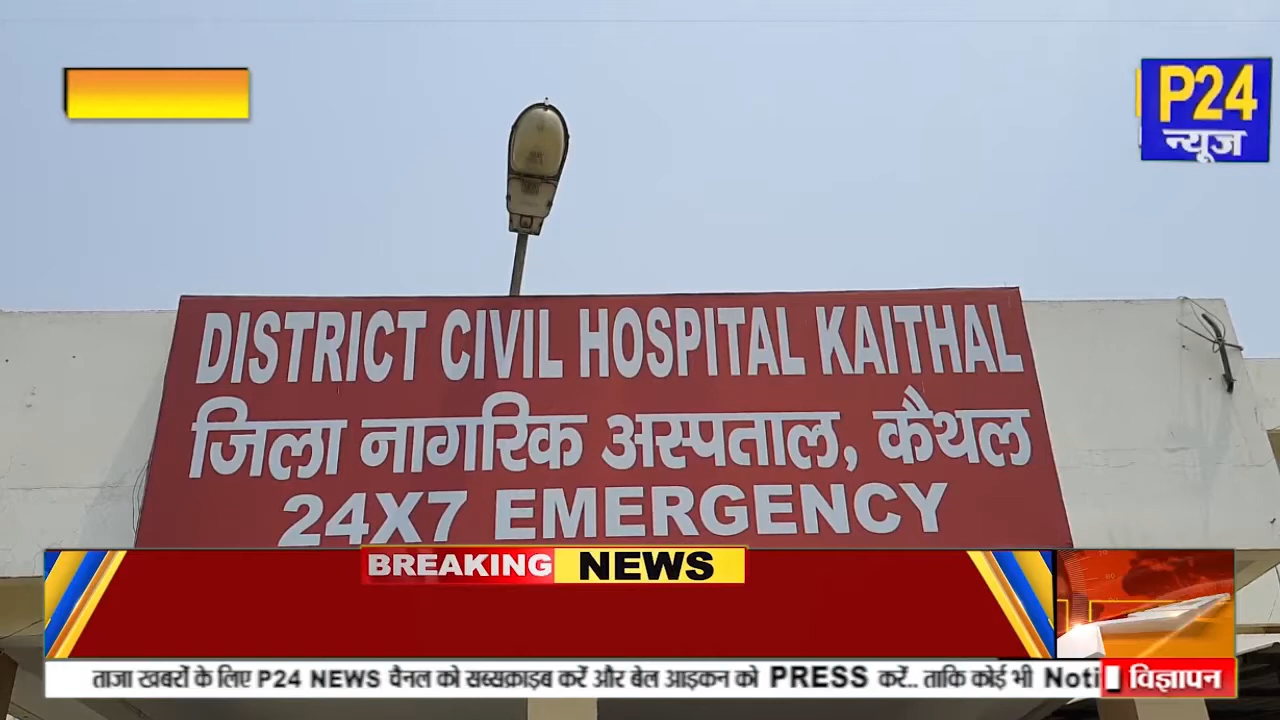 P24
न्यूज
DISTRICT CIVIL HOSPITAL KAITHAL
जिला नागरिक अस्पताल, कैथल
24X7 EMERGENCY
BREAKING NEWS
ताजा खबरों के लिए P24 NEWS चैनल को सब्सक्राइब करें और बेल आइकन को PRESS करें.. ताकि कोई भी Noti
विज्ञापन